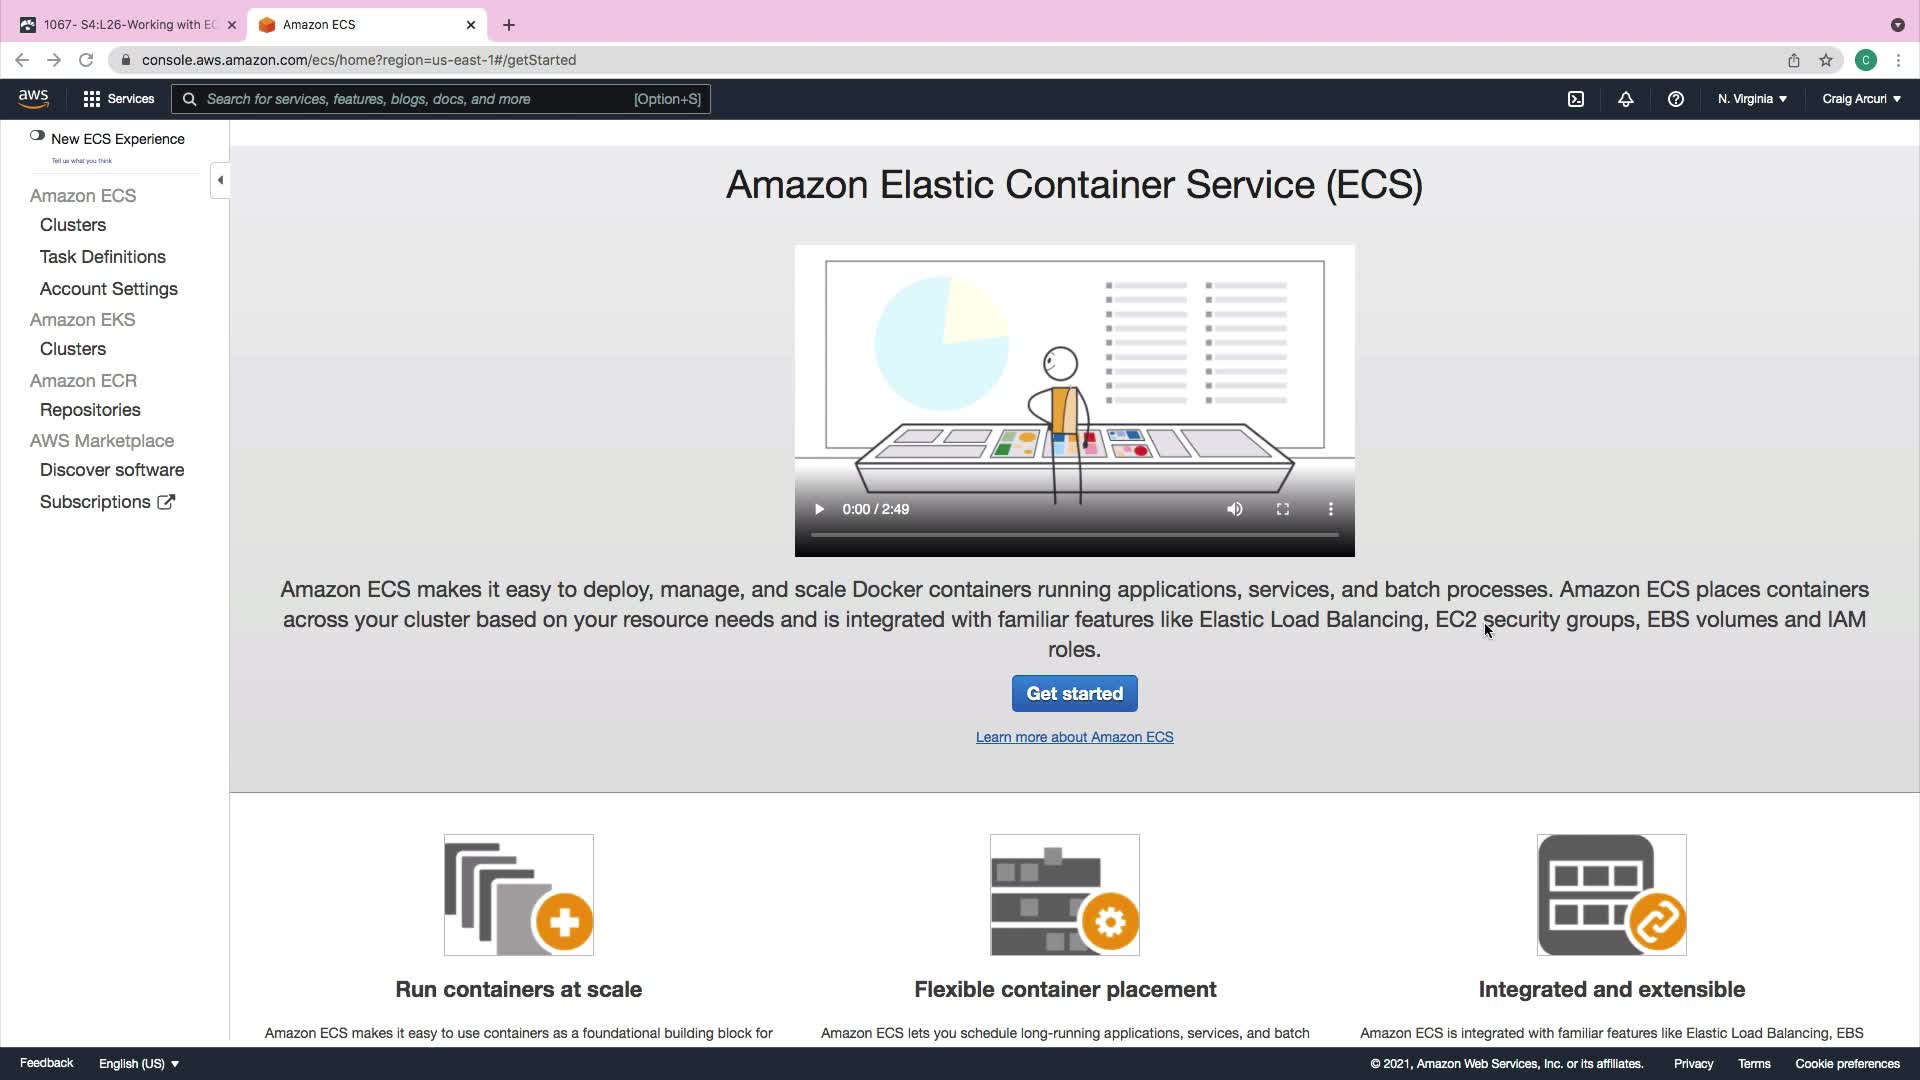 1067- S4:L26-Working with EC
Amazon ECS
console.aws.amazon.com/ecs/home?region=us-east-1#/getStarted
C
aws
Services
Search for services, features, blogs, docs, and more
[Option+S]
N. Virginia
Craig Arcuri
New ECS Experience
Tell us what you think
Amazon ECS
Clusters
Task Definitions
Account Settings
Amazon EKS
Clusters
Amazon ECR
Repositories
AWS Marketplace
Discover software
Subscriptions
Amazon Elastic Container Service (ECS)
0:00 / 2:49
Amazon ECS makes it easy to deploy, manage, and scale Docker containers running applications, services, and batch processes. Amazon ECS places containers
across your cluster based on your resource needs and is integrated with familiar features like Elastic Load Balancing, EC2 security groups, EBS volumes and IAM
roles.
Get started
Learn more about Amazon ECS
Run containers at scale
Amazon ECS makes it easy to use containers as a foundational building block for
Flexible container placement
Amazon ECS lets you schedule long-running applications, services, and batch
Integrated and extensible
Amazon ECS is integrated with familiar features like Elastic Load Balancing, EBS
Feedback
English (US)
© 2021, Amazon Web Services, Inc. or its affiliates.
Privacy
Terms
Cookie preferences